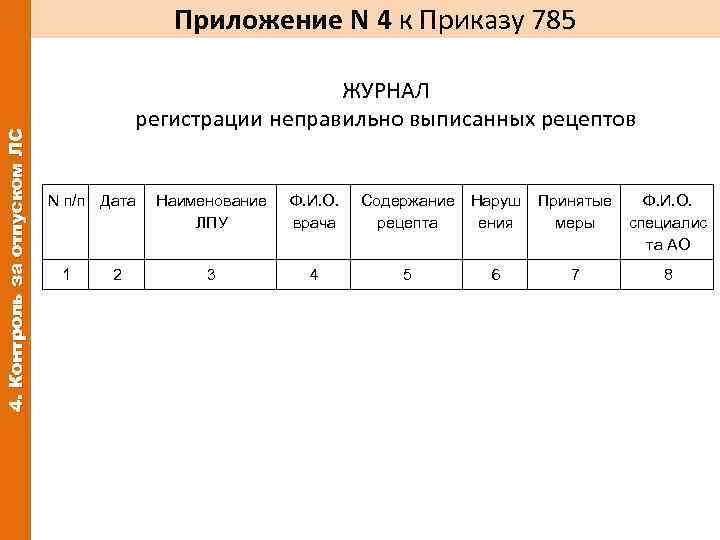 Приложение N 4 к Приказу 785
4. Контроль за отпуском ЛС
ЖУРНАЛ
регистрации неправильно выписанных рецептов
N п/п Дата Наименование Ф.И.О. Содержание Наруш Принятые Ф.И.О.
ЛПУ врача рецепта ения меры специалис
та АО
1 2 3 4 5 6 7 8